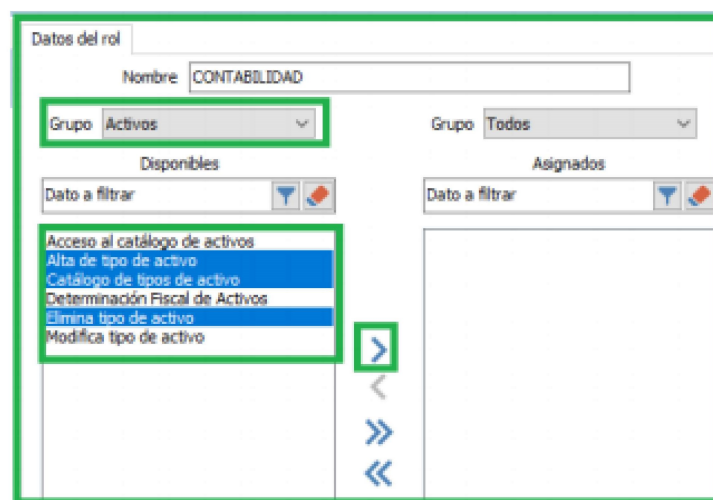 Datos del rol
Nombre CONTABILIDAD
Grupo Activos
Grupo Todos
Disponibles
Asignados
Dato a filtrar
Dato a filtrar
Acceso al catálogo de activos
Alta de tipo de activo
Catálogo de tipos de activo
Determinación Fiscal de Activos
Elimina tipo de activo
Modifica tipo de activo